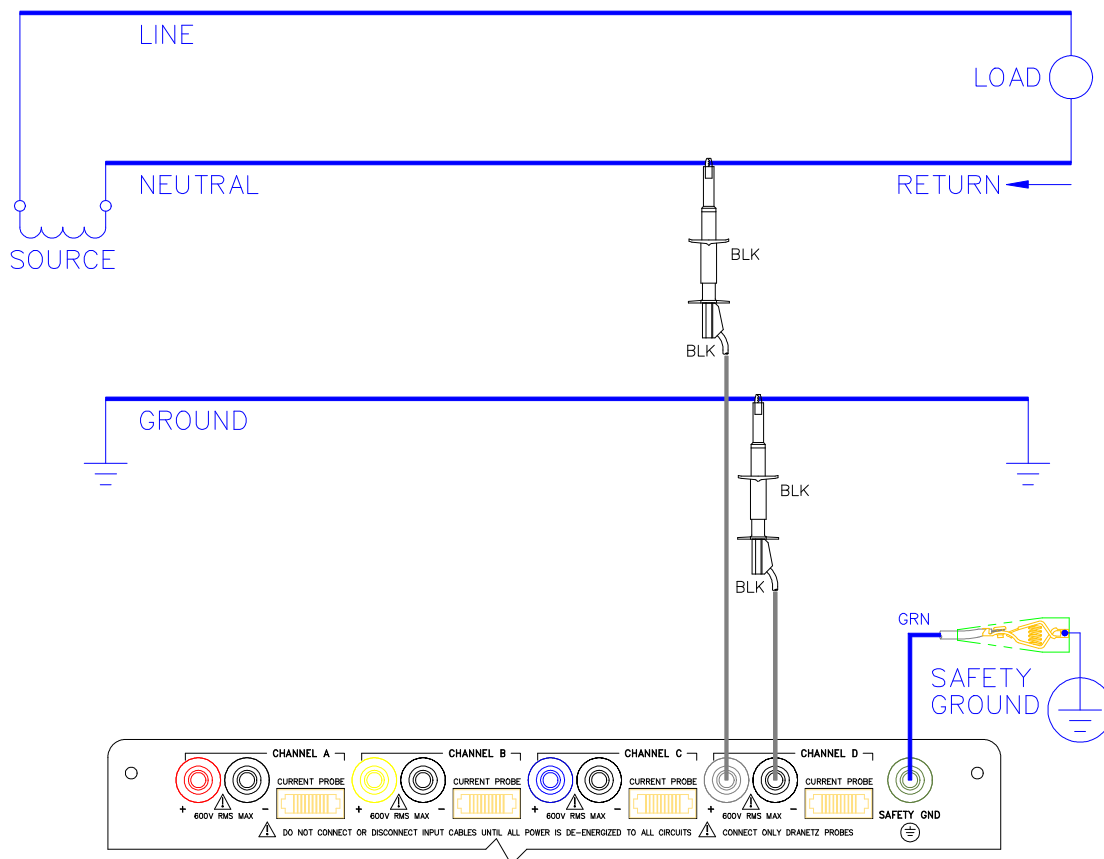 LINE
LOAD
NEUTRAL
RETURN
SOURCE
BLK
BLK
GROUND
BLK
BLK
GRN
SAFETY
GROUND
CHANNEL A
CHANNEL B
CHANNEL C
CHANNEL D
CURRENT PROBE
CURRENT PROBE
CURRENT PROBE
CURRENT PROBE
+ 600V RMS MAX -
+ 600V RMS MAX -
+ 600V RMS MAX -
+ 600V RMS MAX -
SAFETY GND
DO NOT CONNECT OR DISCONNECT INPUT CABLES UNTIL ALL POWER IS DE-ENERGIZED TO ALL CIRCUITS
CONNECT ONLY DRANETZ PROBES